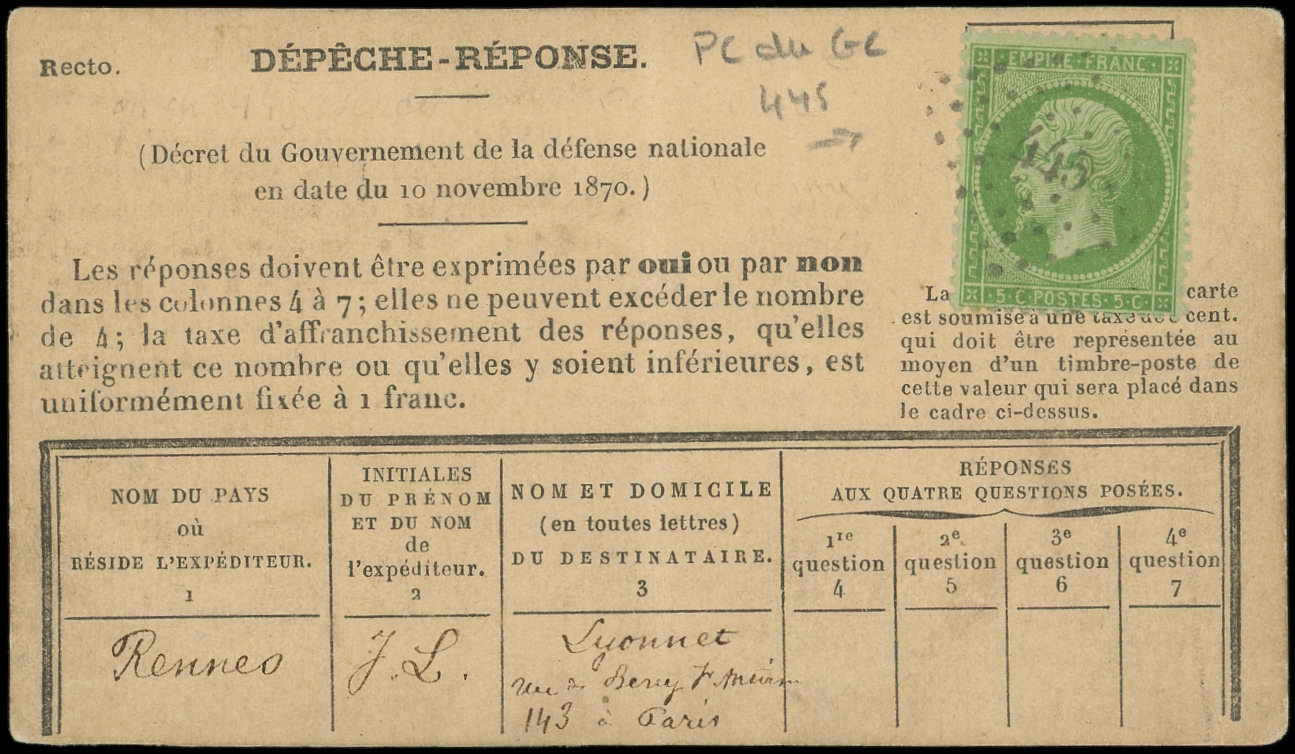 Recto.
DÉPÊCHE-RÉPONSE.
PC du GC
445
(Décret du Gouvernement de la défense nationale
en date du 10 novembre 1870.)
Les réponses doivent être exprimées par oui ou par non
dans les colonnes 4 à 7; elles ne peuvent excéder le nombre
de 4; la taxe d'affranchissement des réponses, qu'elles
atteignent ce nombre ou qu'elles y soient inférieures, est
uniformément fixée à 1 franc.
EMPIRE FRANC
445
5 C POSTES 5 C
La carte
est soumise à une taxe de cent.
qui doit être représentée au
moyen d'un timbre-poste de
cette valeur qui sera placé dans
le cadre ci-dessus.
NOM DU PAYS
où
RÉSIDE L'EXPÉDITEUR.
1
INITIALES
DU PRÉNOM
ET DU NOM
de
l'expéditeur.
2
NOM ET DOMICILE
(en toutes lettres)
DU DESTINATAIRE.
3
RÉPONSES
AUX QUATRE QUESTIONS POSÉES.
1re
question
4
2e
question
5
3e
question
6
4e
question
7
Rennes
J. L.
Lyonnet
rue de Bercy
143 à Paris